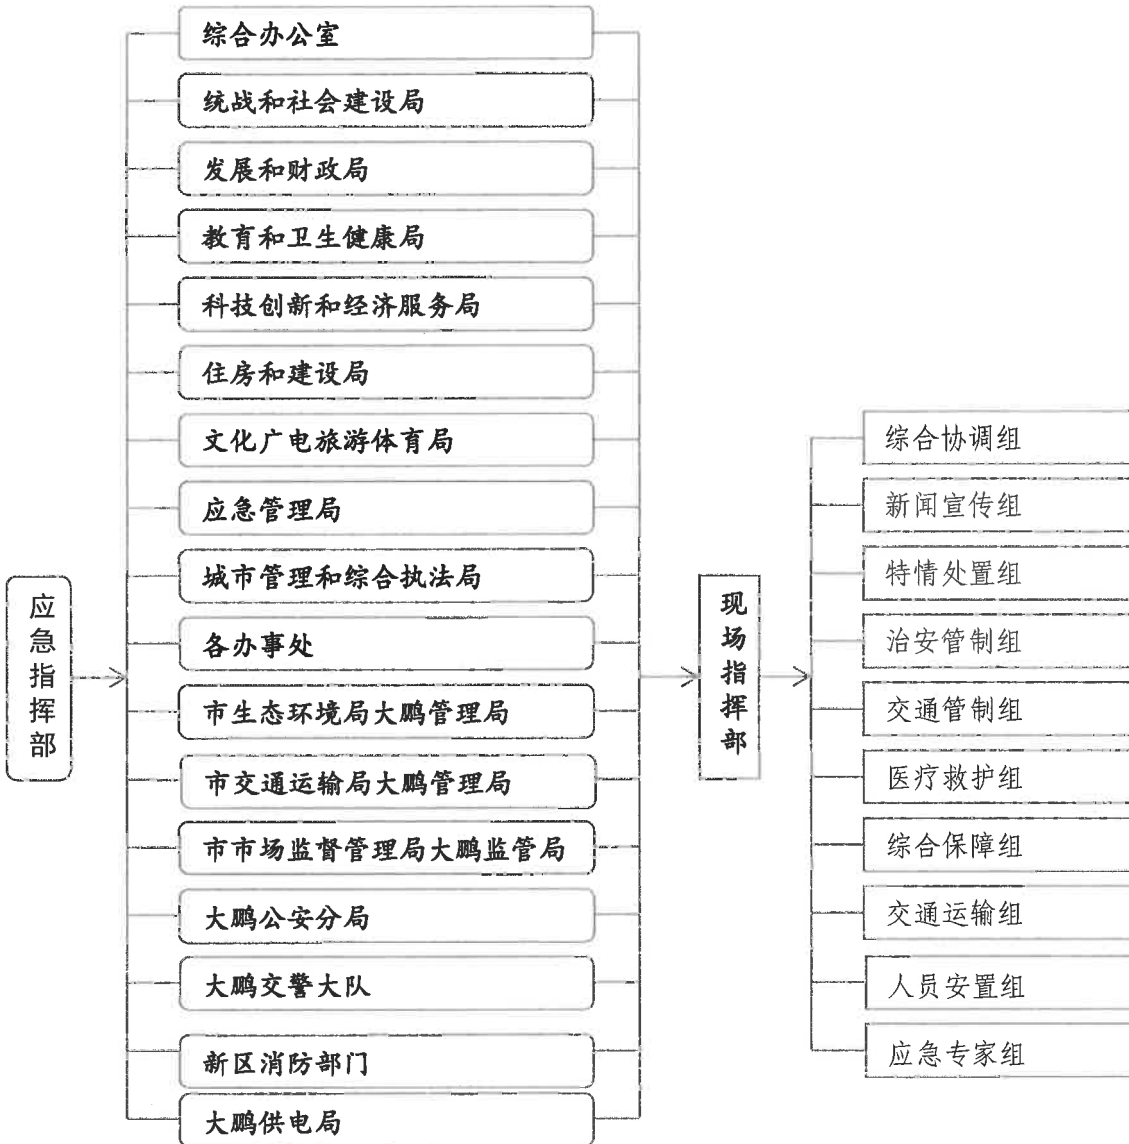 应急指挥部
综合办公室
统战和社会建设局
发展和财政局
教育和卫生健康局
科技创新和经济服务局
住房和建设局
文化广电旅游体育局
应急管理局
城市管理和综合执法局
各办事处
市生态环境局大鹏管理局
市交通运输局大鹏管理局
市市场监督管理局大鹏监管局
大鹏公安分局
大鹏交警大队
新区消防部门
大鹏供电局
现场指挥部
综合协调组
新闻宣传组
特情处置组
治安管制组
交通管制组
医疗救护组
综合保障组
交通运输组
人员安置组
应急专家组